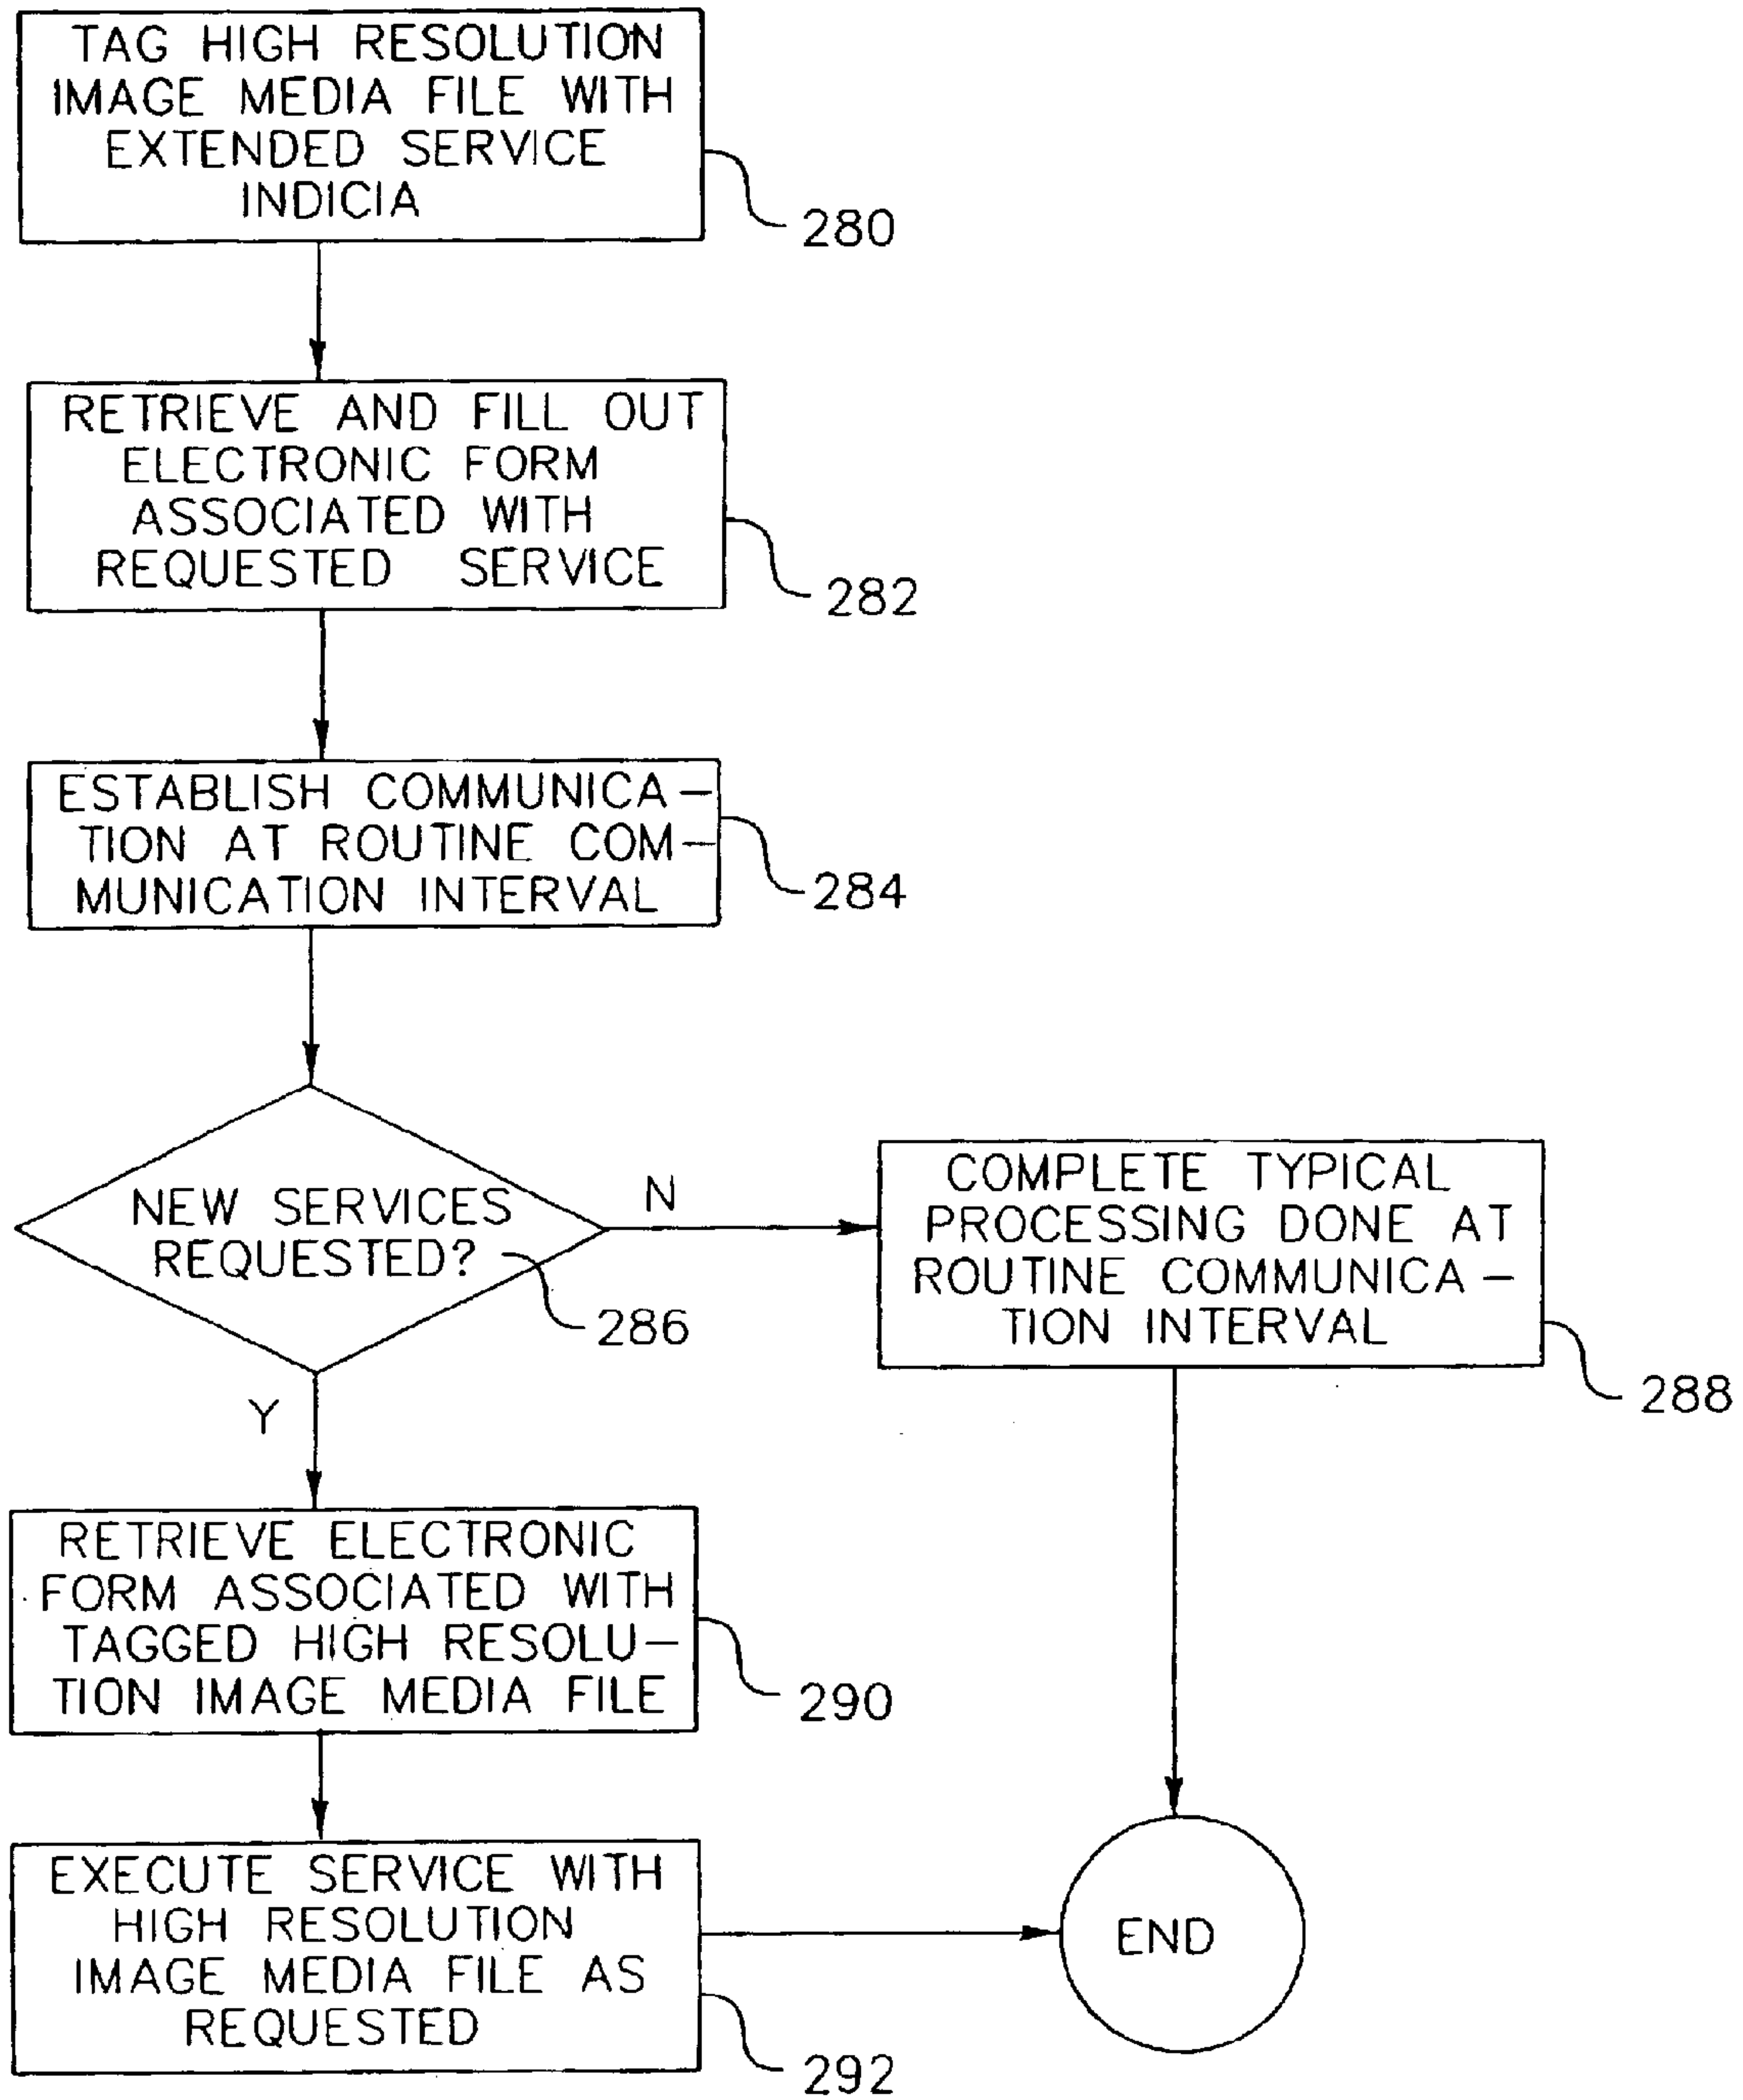 TAG HIGH RESOLUTION
IMAGE MEDIA FILE WITH
EXTENDED SERVICE
INDICIA
280
RETRIEVE AND FILL OUT
ELECTRONIC FORM
ASSOCIATED WITH
REQUESTED SERVICE
282
ESTABLISH COMMUNICA-
TION AT ROUTINE COM-
MUNICATION INTERVAL
284
NEW SERVICES
REQUESTED?
286
N
COMPLETE TYPICAL
PROCESSING DONE AT
ROUTINE COMMUNICA-
TION INTERVAL
288
Y
RETRIEVE ELECTRONIC
FORM ASSOCIATED WITH
TAGGED HIGH RESOLU-
TION IMAGE MEDIA FILE
290
EXECUTE SERVICE WITH
HIGH RESOLUTION
IMAGE MEDIA FILE AS
REQUESTED
292
END